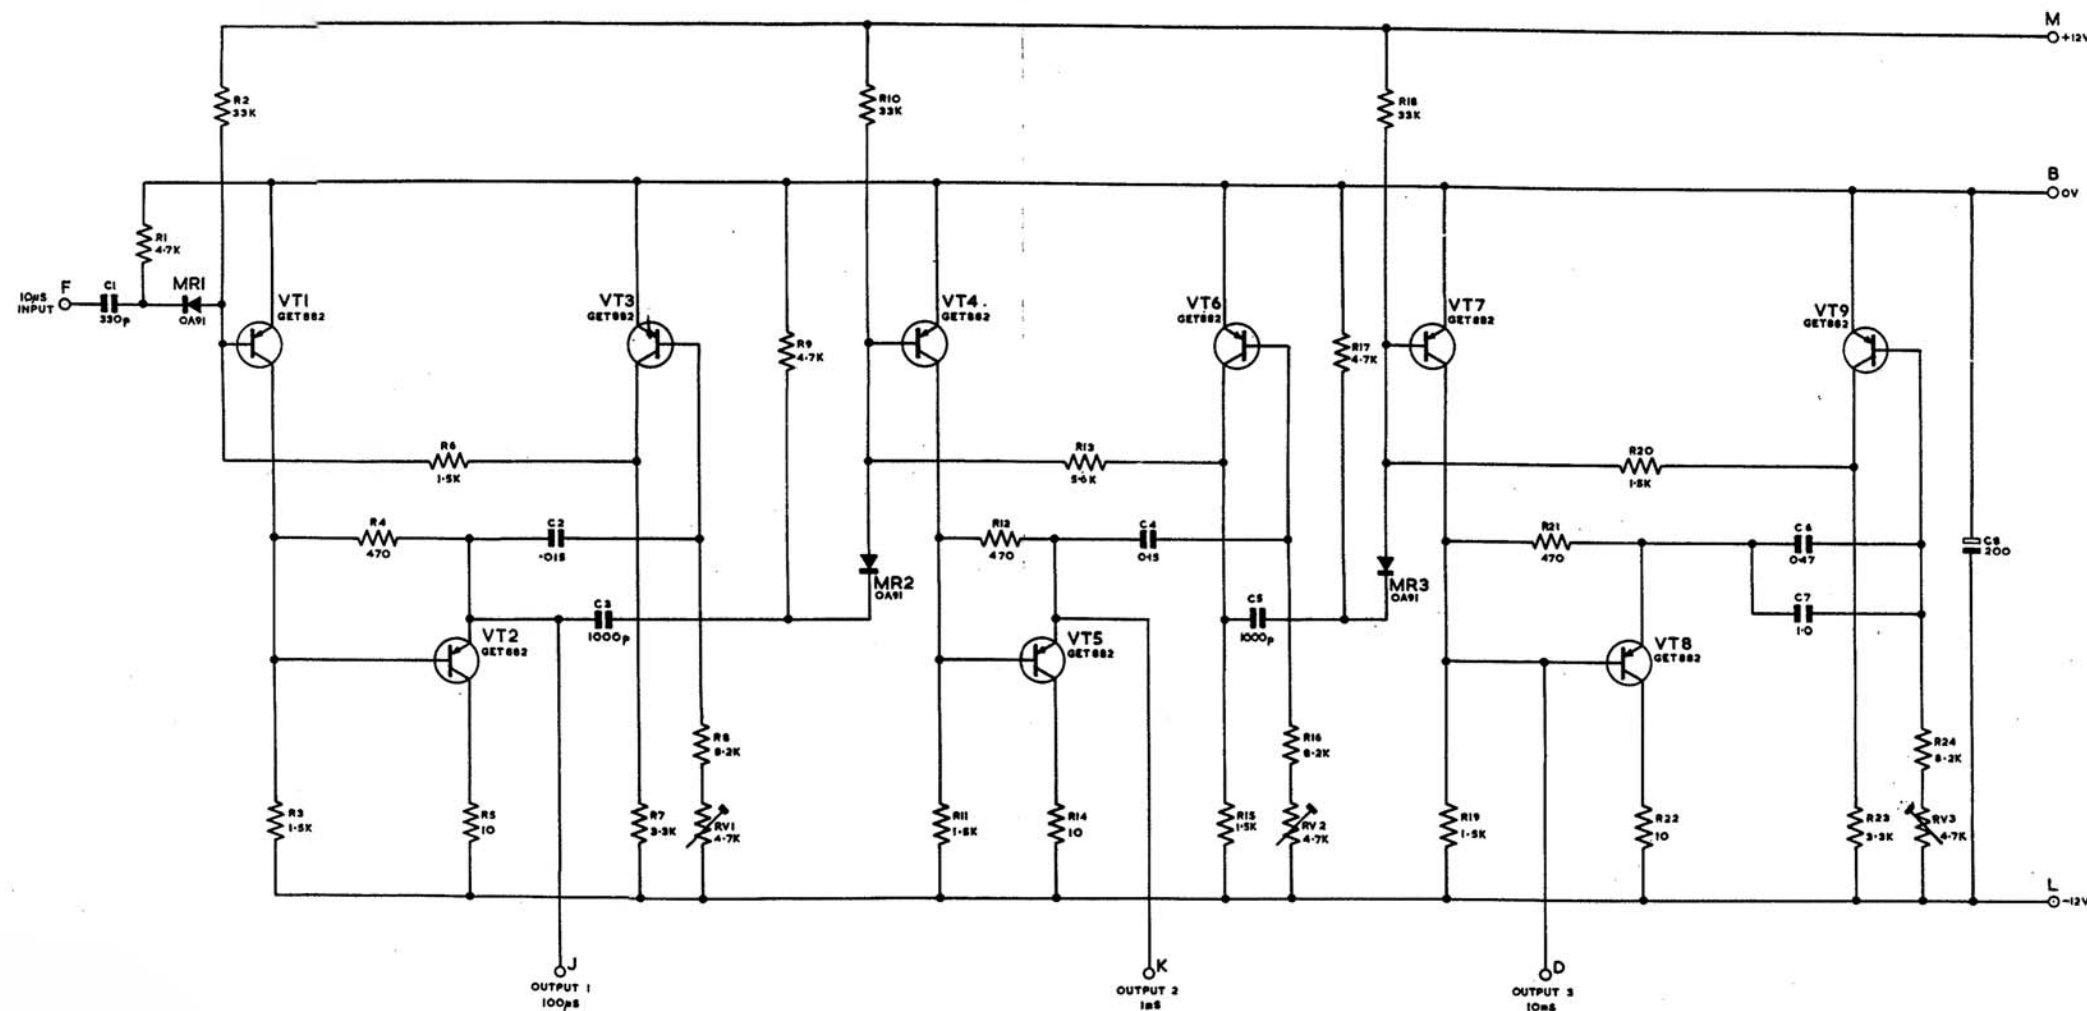 M
+12V
R2
33K
R10
33K
R18
33K
B
0V
R1
4.7K
F
10µS
INPUT
C1
330p
MR1
OA91
VT1
GET882
VT3
GET882
VT4
GET882
VT6
GET882
VT7
GET882
VT9
GET882
R9
4.7K
R17
4.7K
R6
1.5K
R13
5.6K
R20
1.5K
R4
470
C2
.015
R12
470
C4
0.15
R21
470
C6
0.47
C8
200
MR2
OA91
MR3
OA91
C3
1000p
C5
1000p
C7
1.0
VT2
GET882
VT5
GET882
VT8
GET882
R8
8.2K
R16
8.2K
R24
8.2K
R3
1.5K
R5
10
R7
3.3K
RV1
4.7K
R11
1.5K
R14
10
R15
1.5K
RV2
4.7K
R19
1.5K
R22
10
R23
3.3K
RV3
4.7K
L
-12V
J
OUTPUT 1
100µS
K
OUTPUT 2
1mS
D
OUTPUT 3
10mS